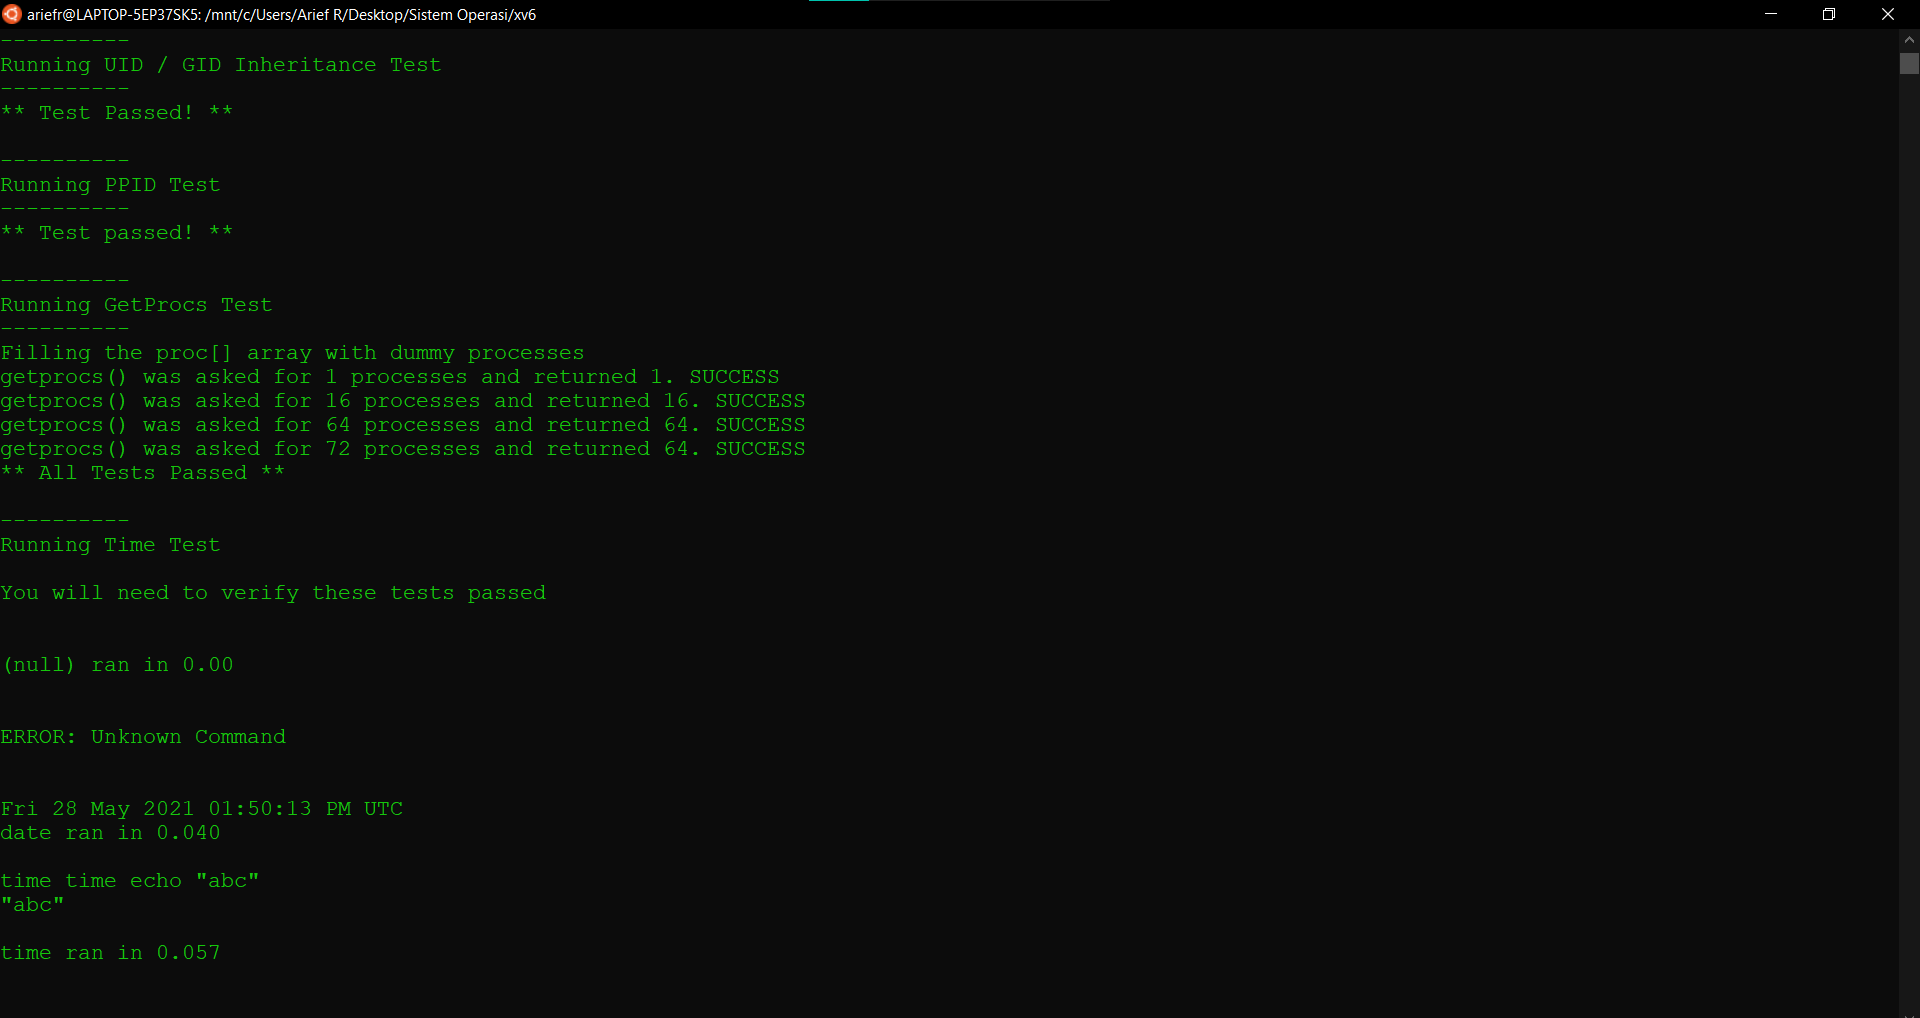 ariefr@LAPTOP-5EP37SK5: /mnt/c/Users/Arief R/Desktop/Sistem Operasi/xv6
----------
Running UID / GID Inheritance Test
----------
** Test Passed! **
----------
Running PPID Test
----------
** Test passed! **
----------
Running GetProcs Test
----------
Filling the proc[] array with dummy processes
getprocs() was asked for 1 processes and returned 1. SUCCESS
getprocs() was asked for 16 processes and returned 16. SUCCESS
getprocs() was asked for 64 processes and returned 64. SUCCESS
getprocs() was asked for 72 processes and returned 64. SUCCESS
** All Tests Passed **
----------
Running Time Test
You will need to verify these tests passed
(null) ran in 0.00
ERROR: Unknown Command
Fri 28 May 2021 01:50:13 PM UTC
date ran in 0.040
time time echo "abc"
"abc"
time ran in 0.057